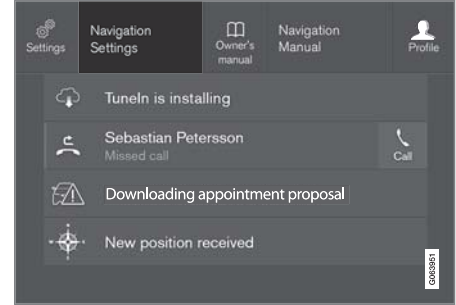 Settings
Navigation
Settings
Owner's
manual
Navigation
Manual
Profile
TuneIn is installing
Sebastian Petersson
Missed call
Call
Downloading appointment proposal
New position received
G063951